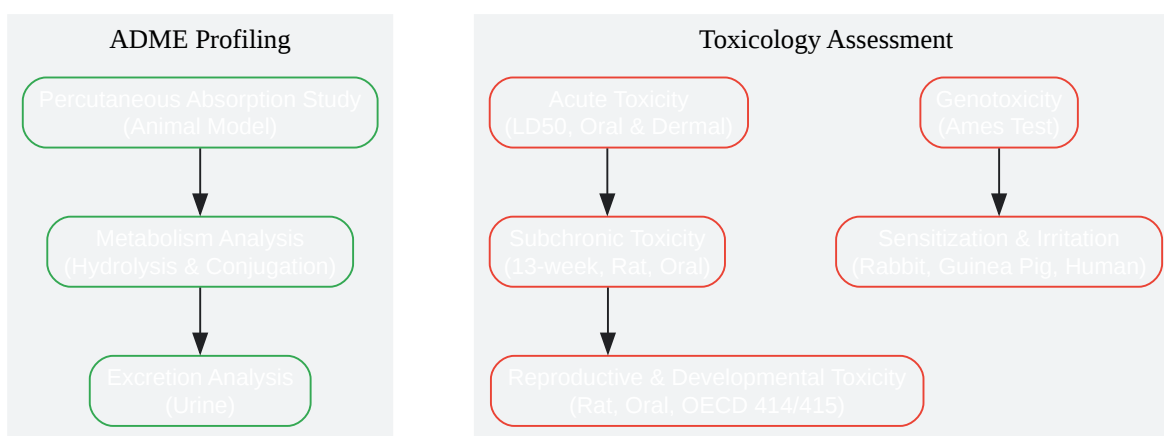 ADME Profiling
Percutaneous Absorption Study
(Animal Model)
Metabolism Analysis
(Hydrolysis & Conjugation)
Excretion Analysis
(Urine)
Toxicology Assessment
Acute Toxicity
(LD50, Oral & Dermal)
Subchronic Toxicity
(13-week, Rat, Oral)
Reproductive & Developmental Toxicity
(Rat, Oral, OECD 414/415)
Genotoxicity
(Ames Test)
Sensitization & Irritation
(Rabbit, Guinea Pig, Human)